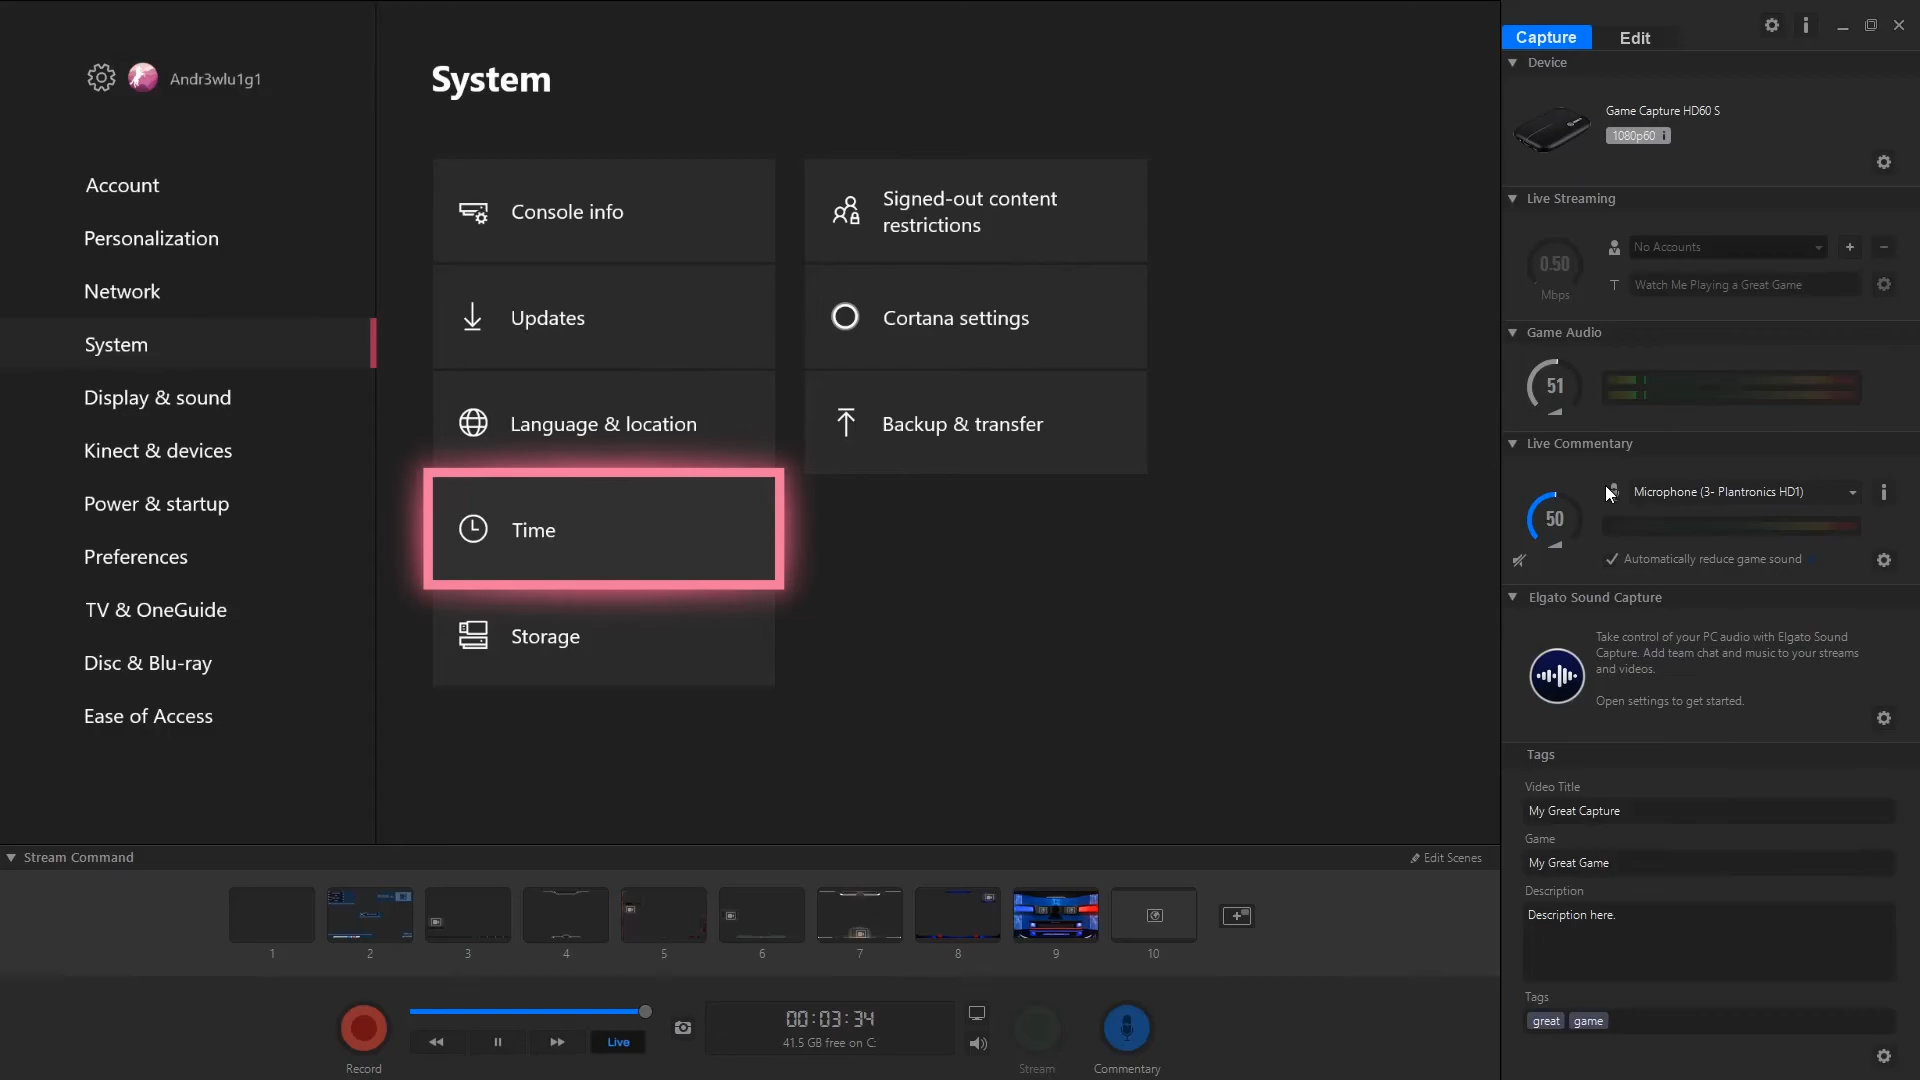 Andr3wlu1g1
System
Account
Personalization
Network
System
Display & sound
Kinect & devices
Power & startup
Preferences
TV & OneGuide
Disc & Blu-ray
Ease of Access
Console info
Signed-out content
restrictions
Updates
Cortana settings
Language & location
Backup & transfer
Time
Storage
Capture
Edit
Device
Game Capture HD60 S
1080p60 i
Live Streaming
0.50
Mbps
No Accounts
T
Watch Me Playing a Great Game
Game Audio
51
Live Commentary
50
Microphone (3- Plantronics HD1)
Automatically reduce game sound
Elgato Sound Capture
Take control of your PC audio with Elgato Sound
Capture. Add team chat and music to your streams
and videos.
Open settings to get started.
Tags
Video Title
My Great Capture
Game
My Great Game
Description
Description here.
Tags
great
game
Stream Command
Edit Scenes
1
2
3
4
5
6
7
8
9
10
Record
Live
00:03:34
41.5 GB free on C:
Stream
Commentary